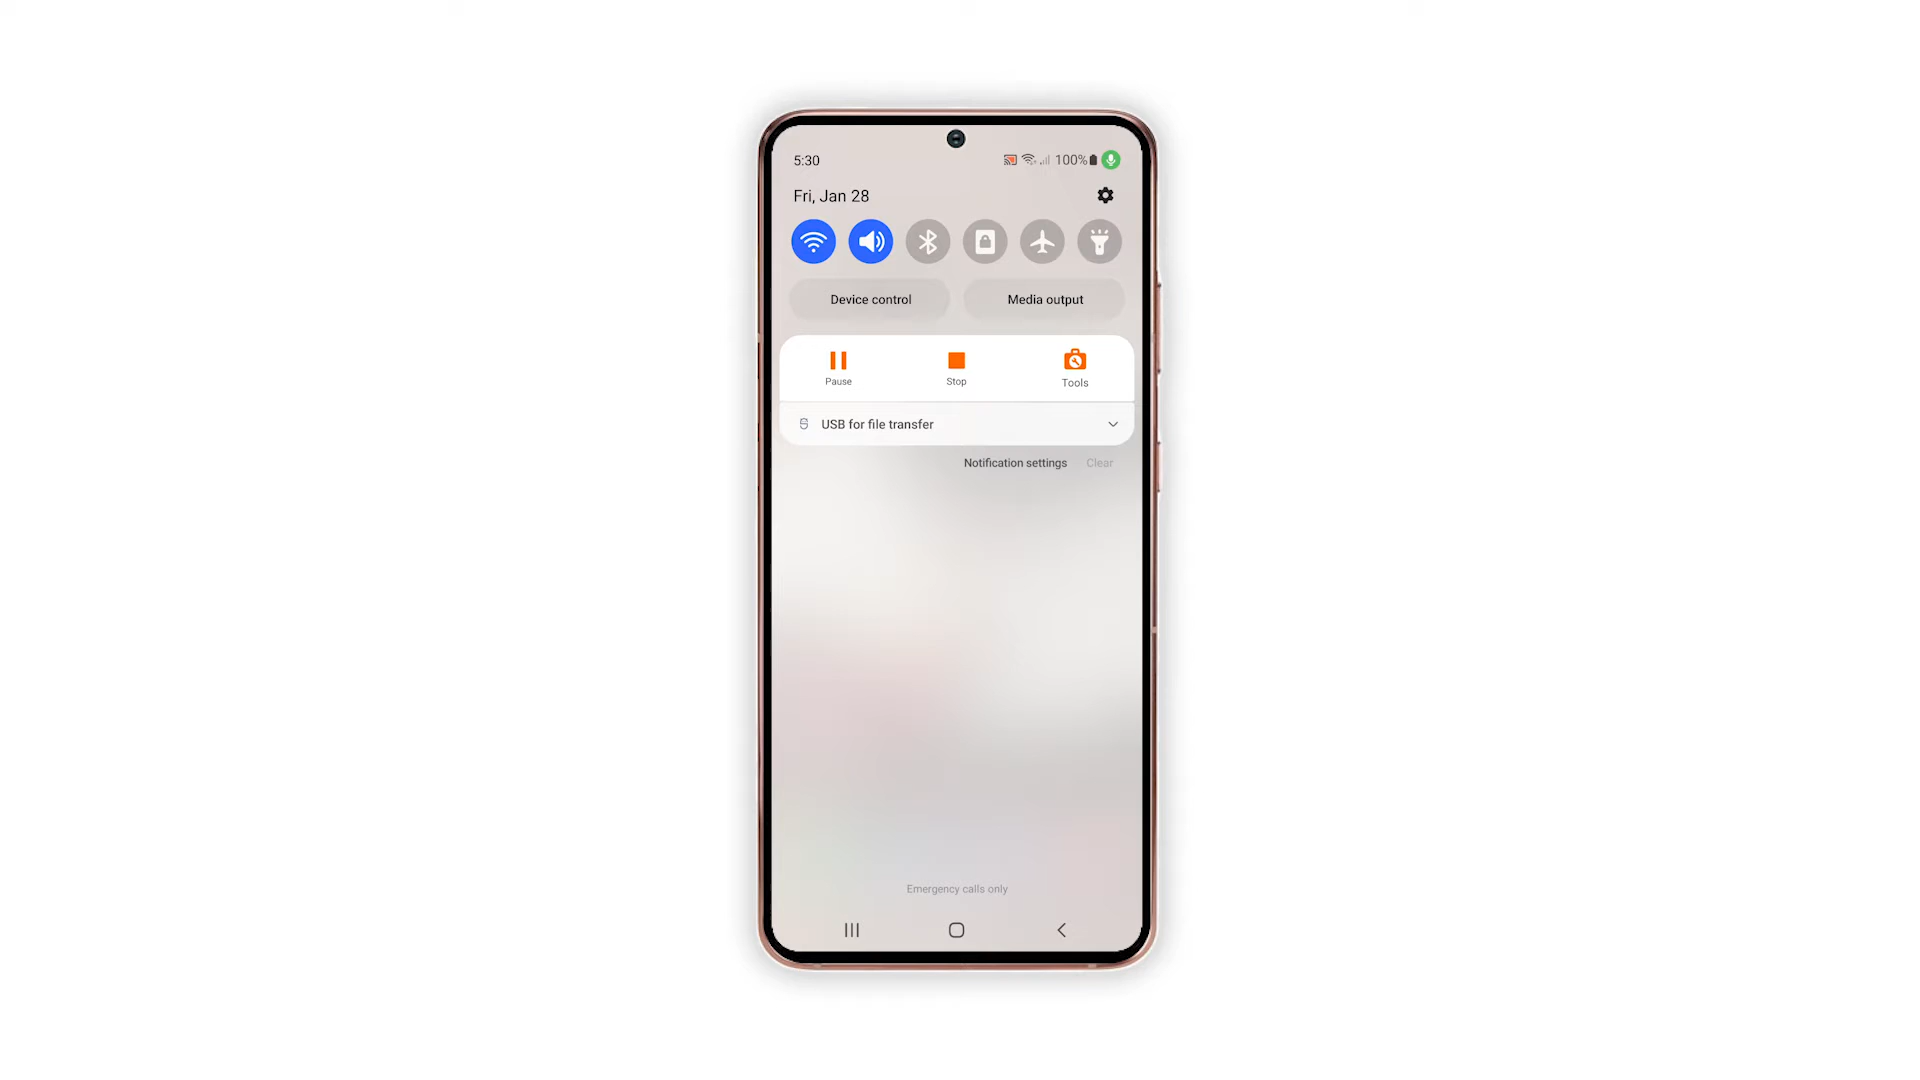 5:30
100%
Fri, Jan 28
Device control
Media output
Pause
Stop
Tools
USB for file transfer
Notification settings
Clear
Emergency calls only